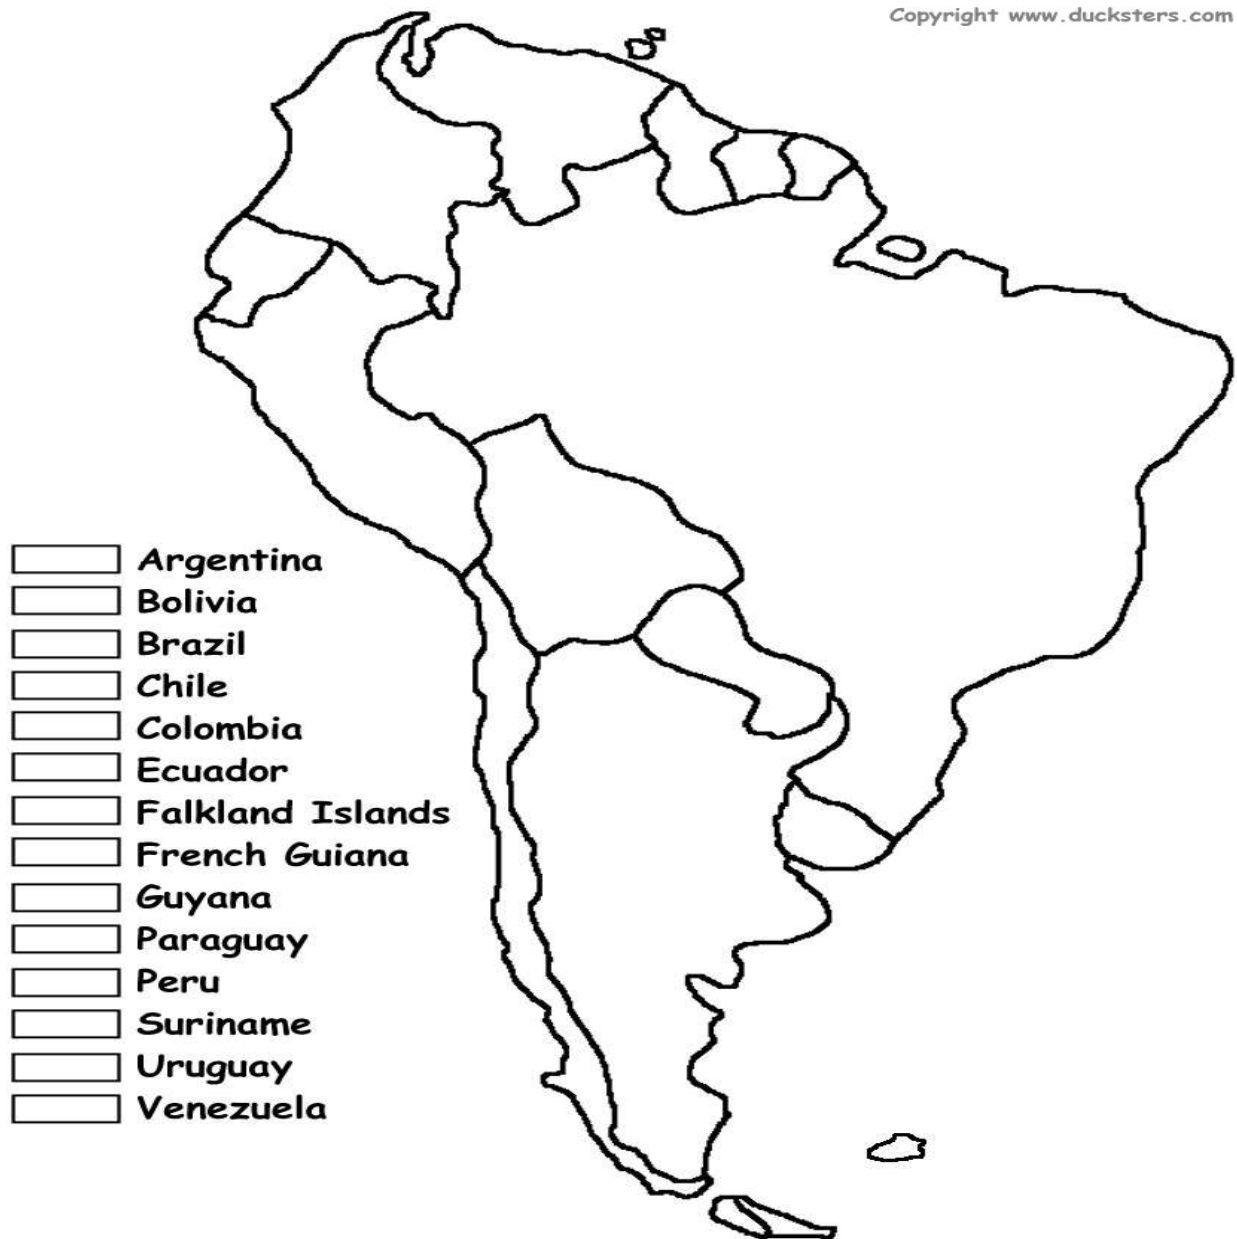 Copyright www.ducksters.com
Argentina
Bolivia
Brazil
Chile
Colombia
Ecuador
Falkland Islands
French Guiana
Guyana
Paraguay
Peru
Suriname
Uruguay
Venezuela